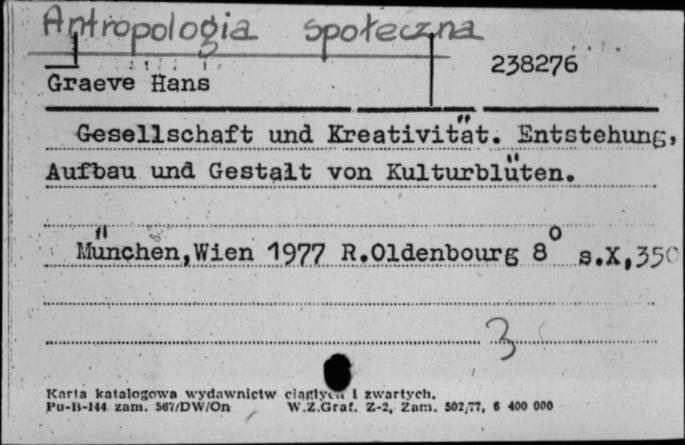 Antropologia społeczna
238276
Graeve Hans
Gesellschaft und Kreativität. Entstehung,
Aufbau und Gestalt von Kulturblüten.
München,Wien 1977 R.Oldenbourg 8° s.X,350
3
Karta katalogowa wydawnictw ciągłych i zwartych.
Pu-B-144 zam. 567/DW/On W.Z.Graf. Z-2, Zam. 502/77, 6 400 000